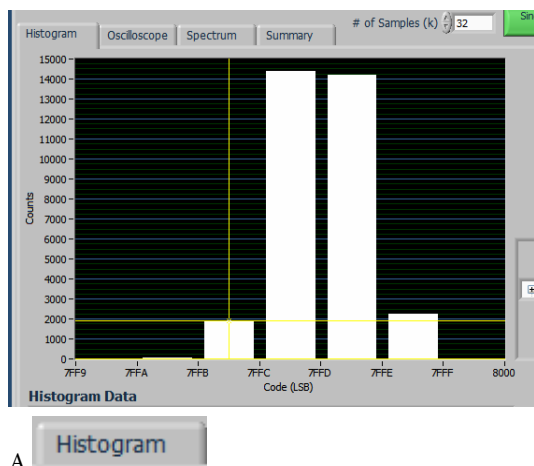 # of Samples (k) 32 Sin
Histogram Oscilloscope Spectrum Summary
15000
14000
13000
12000
11000
10000
9000
8000
7000
6000
5000
4000
3000
2000
1000
0
Counts
7FF9 7FFA 7FFB 7FFC 7FFD 7FFE 7FFF 8000
Code (LSB)
Histogram Data
A Histogram